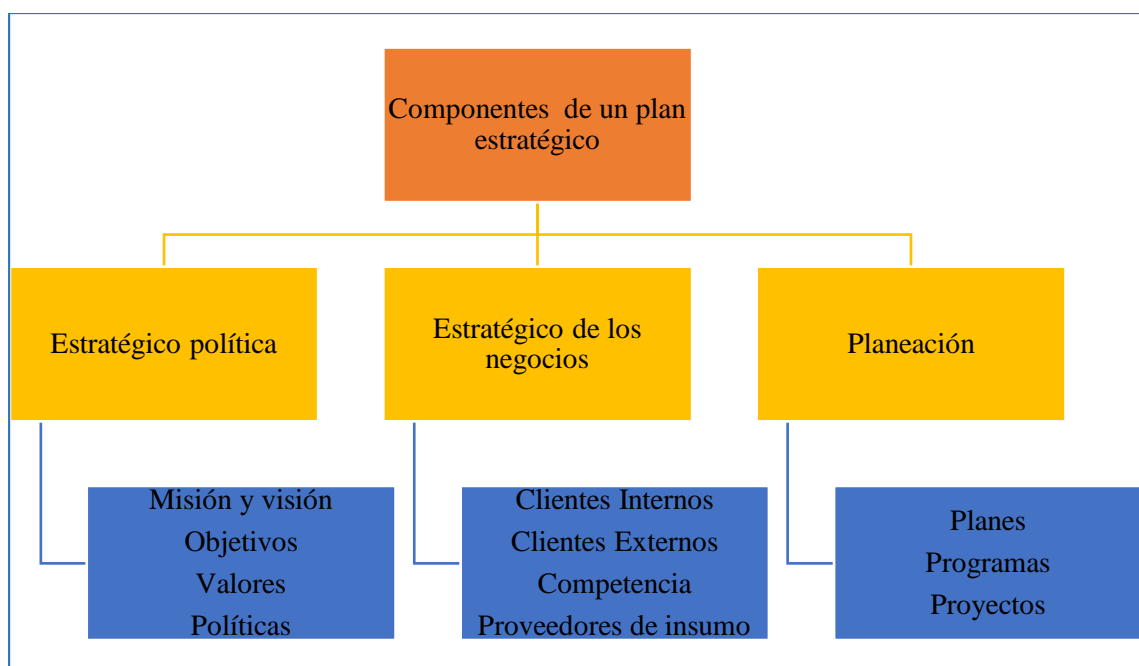 Componentes de un plan
estratégico
Estratégico política
Estratégico de los
negocios
Planeación
Misión y visión
Objetivos
Valores
Políticas
Clientes Internos
Clientes Externos
Competencia
Proveedores de insumo
Planes
Programas
Proyectos